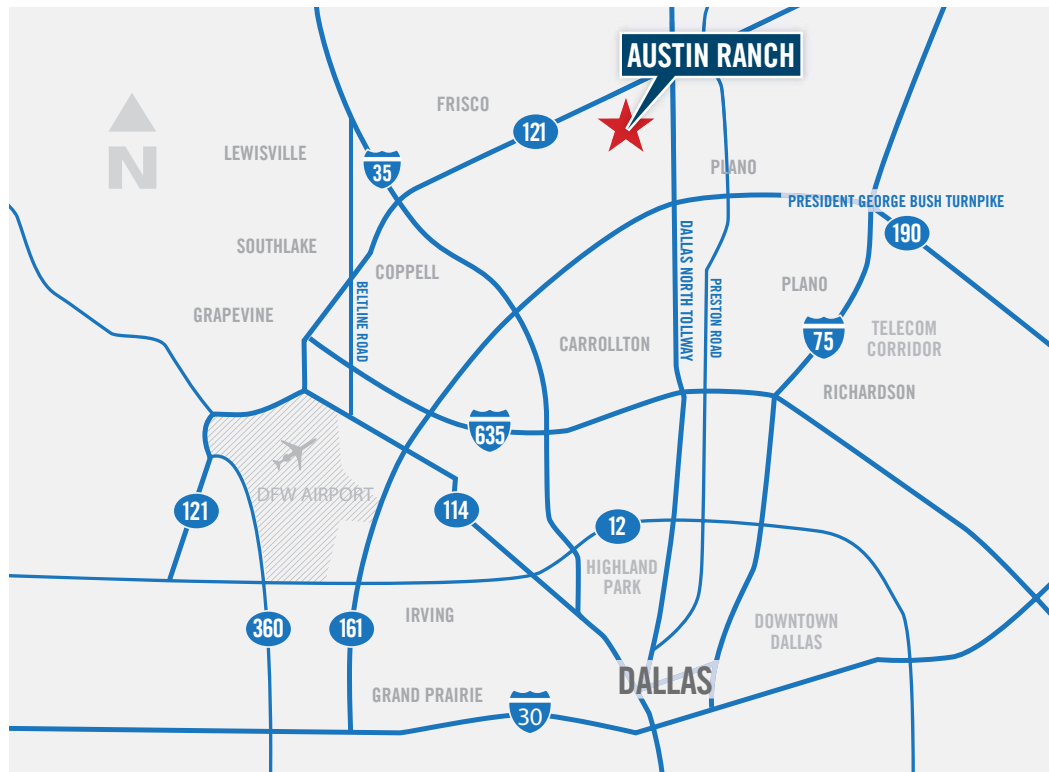 AUSTIN RANCH
FRISCO
121
N
LEWISVILLE
35
PLANO
PRESIDENT GEORGE BUSH TURNPIKE
190
SOUTHLAKE
COPPELL
BELTLINE ROAD
DALLAS NORTH TOLLWAY
PRESTON ROAD
PLANO
GRAPEVINE
CARROLLTON
75
TELECOM
CORRIDOR
RICHARDSON
635
DFW AIRPORT
121
114
12
HIGHLAND
PARK
IRVING
360
161
DOWNTOWN
DALLAS
DALLAS
GRAND PRAIRIE
30